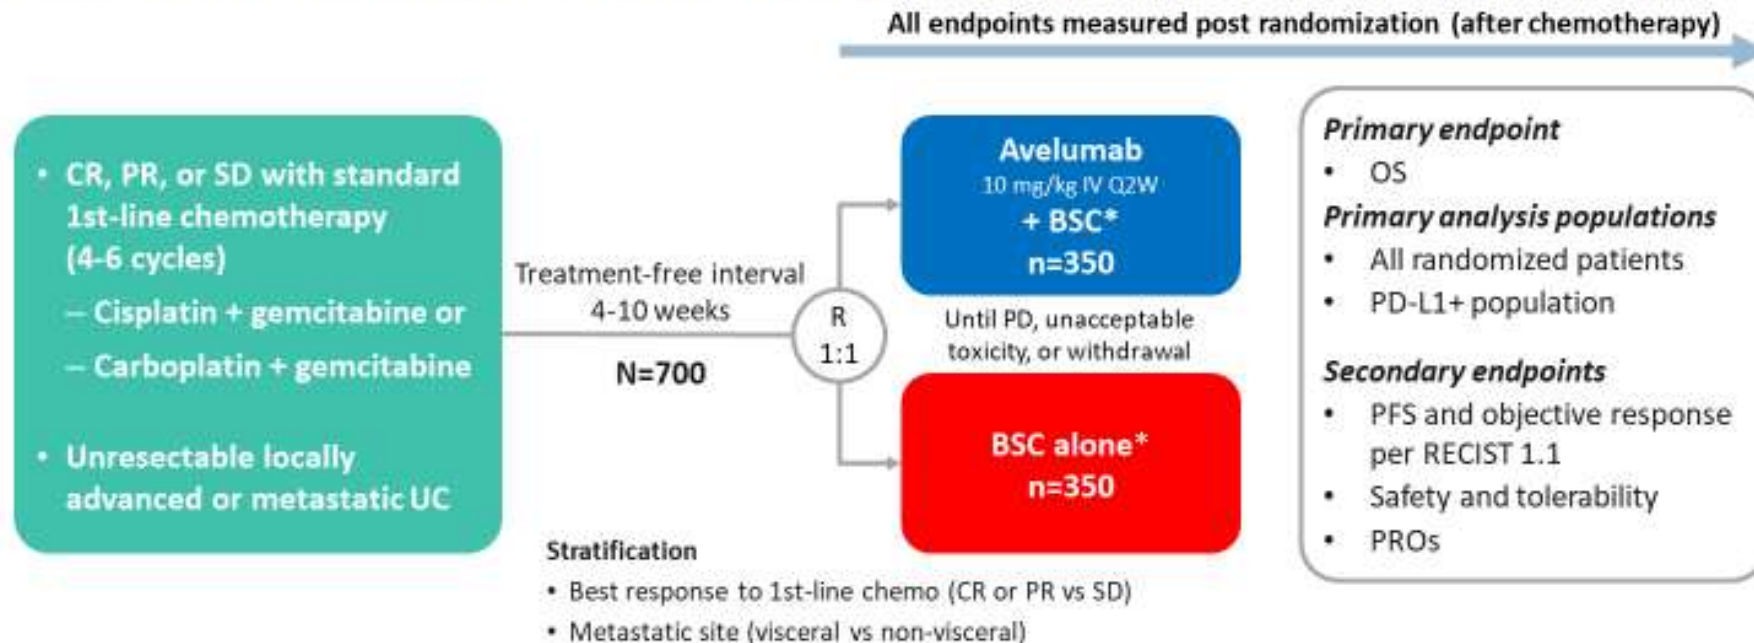 All endpoints measured post randomization (after chemotherapy)
• CR, PR, or SD with standard
1st-line chemotherapy
(4-6 cycles)
– Cisplatin + gemcitabine or
– Carboplatin + gemcitabine
• Unresectable locally
advanced or metastatic UC
Treatment-free interval
4-10 weeks
N=700
R
1:1
Avelumab
10 mg/kg IV Q2W
+ BSC*
n=350
Until PD, unacceptable
toxicity, or withdrawal
BSC alone*
n=350
Stratification
• Best response to 1st-line chemo (CR or PR vs SD)
• Metastatic site (visceral vs non-visceral)
Primary endpoint
• OS
Primary analysis populations
• All randomized patients
• PD-L1+ population
Secondary endpoints
• PFS and objective response
per RECIST 1.1
• Safety and tolerability
• PROs